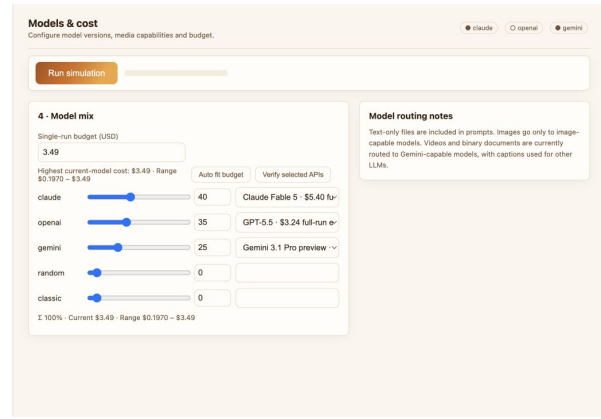 Models & cost
Configure model versions, media capabilities and budget.
claude
openai
gemini
Run simulation
4 · Model mix
Single-run budget (USD)
3.49
Highest current-model cost: $3.49 · Range
$0.1970 – $3.49
Auto fit budget
Verify selected APIs
claude 40 Claude Fable 5 · $5.40 fu
openai 35 GPT-5.5 · $3.24 full-run e
gemini 25 Gemini 3.1 Pro preview ·
random 0
classic 0
Σ 100% · Current $3.49 · Range $0.1970 – $3.49
Model routing notes
Text-only files are included in prompts. Images go only to image-
capable models. Videos and binary documents are currently
routed to Gemini-capable models, with captions used for other
LLMs.